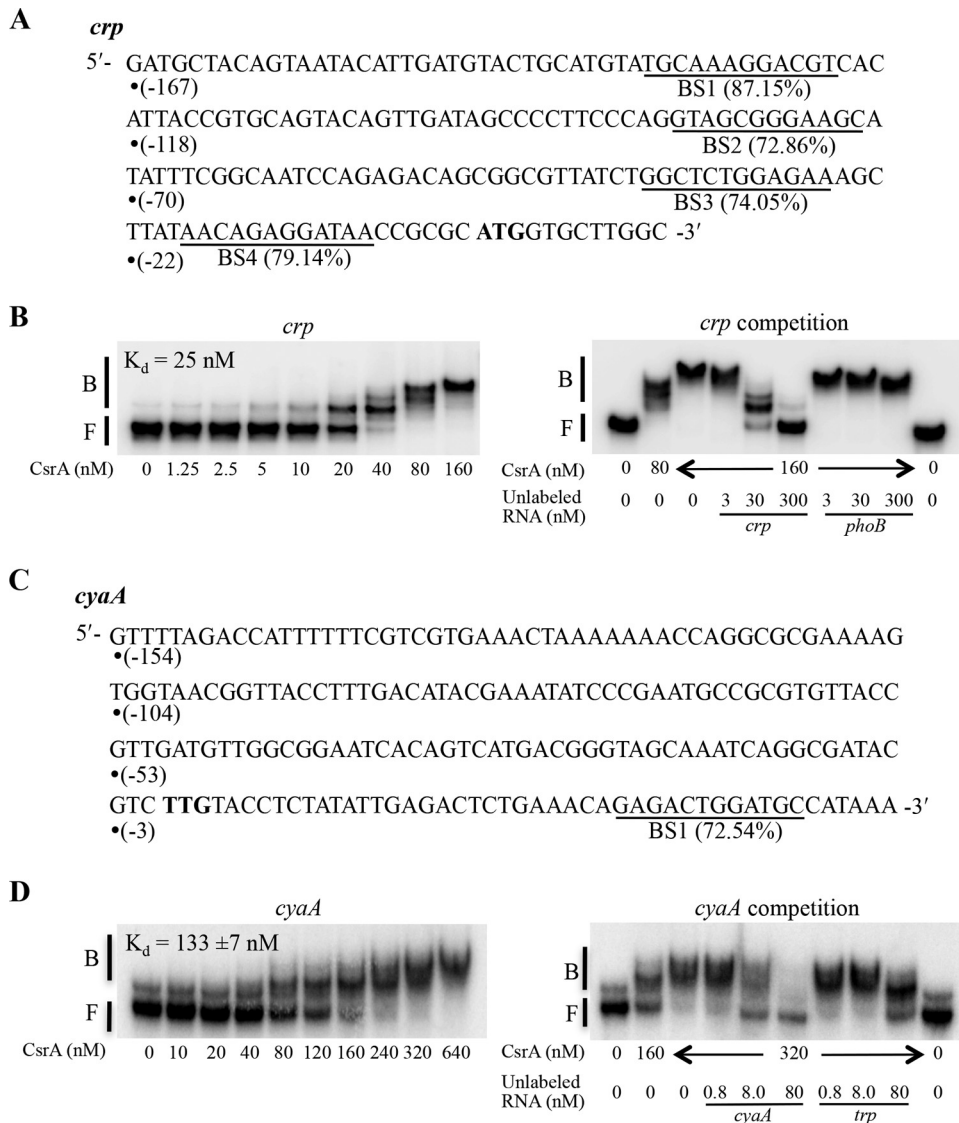 A
crp
5′- GATGCTACAGTAATACATTGATGTACTGCATGTATGCAAAGGACGTCAC
•(-167) BS1 (87.15%)
ATTACCGTGCAGTACAGTTGATAGCCCCTTCCCAGGTAGCGGGAAGCA
•(-118) BS2 (72.86%)
TATTTCGGCAATCCAGAGACAGCGGCGTTATCTGGCTCTGGAGAAAGC
•(-70) BS3 (74.05%)
TTATAACAGAGGATAACCGCGC ATGGTGCTTGGC -3′
•(-22) BS4 (79.14%)
B
crp
crp competition
Kd = 25 nM
B
F
CsrA (nM) 0 1.25 2.5 5 10 20 40 80 160
B
F
CsrA (nM) 0 80 160 0
Unlabeled RNA (nM) 0 0 0 3 30 300 3 30 300 0
crp phoB
C
cyaA
5′- GTTTTAGACCATTTTTTCGTCGTGAAACTAAAAAAACCAGGCGCGAAAAG
•(-154)
TGGTAACGGTTACCTTTGACATACGAAATATCCCGAATGCCGCGTGTTACC
•(-104)
GTTGATGTTGGCGGAATCACAGTCATGACGGGTAGCAAATCAGGCGATAC
•(-53)
GTC TTGTACCTCTATATTGAGACTCTGAAACAGAGACTGGATGCCATAAA -3′
•(-3) BS1 (72.54%)
D
cyaA
cyaA competition
Kd = 133 ±7 nM
B
F
CsrA (nM) 0 10 20 40 80 120 160 240 320 640
B
F
CsrA (nM) 0 160 320 0
Unlabeled RNA (nM) 0 0 0 0.8 8.0 80 0.8 8.0 80 0
cyaA trp